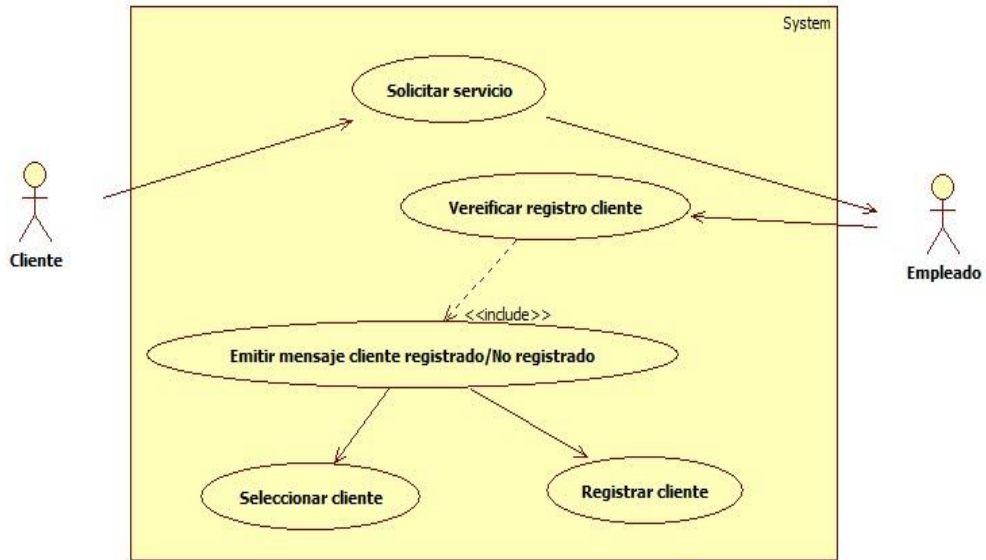 System
Solicitar servicio
Vereificar registro cliente
Cliente
Empleado
<<include>>
Emitir mensaje cliente registrado/No registrado
Seleccionar cliente
Registrar cliente